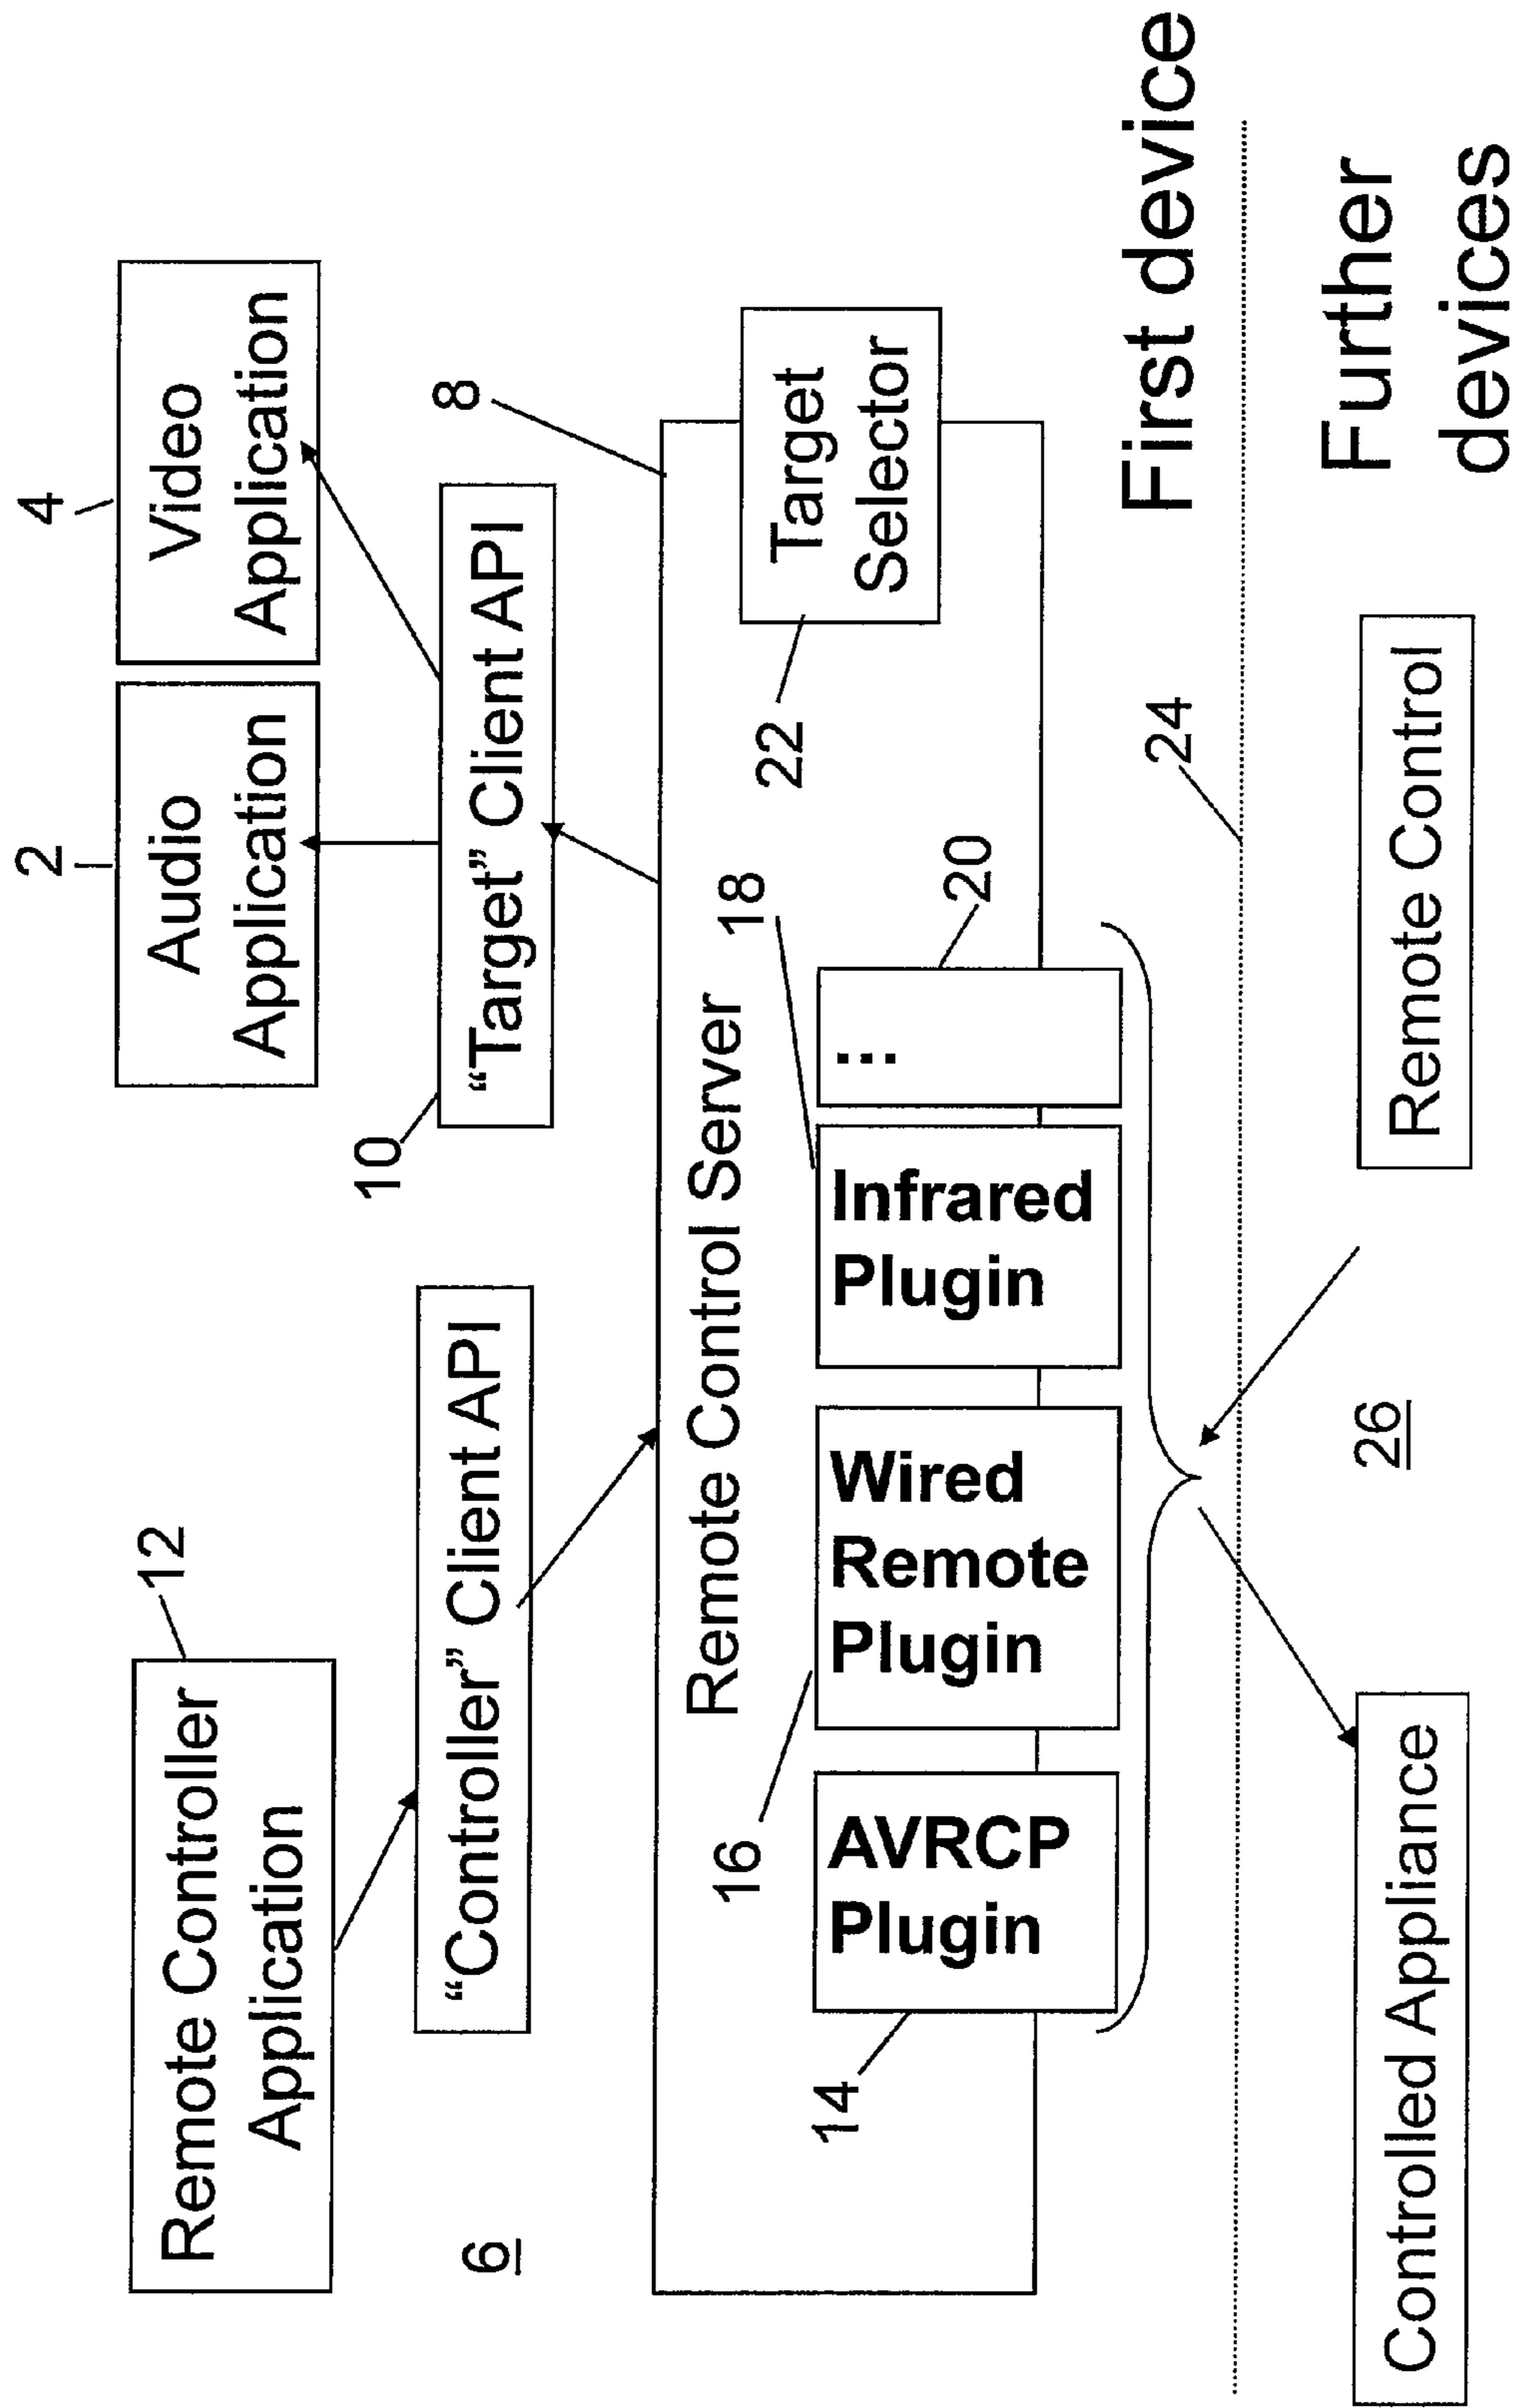 Remote Controller
Application
12
2
Audio
Application
4
Video
Application
6
“Controller” Client API
10
“Target” Client API
8
Remote Control Server
14
AVRCP
Plugin
16
Wired
Remote
Plugin
18
Infrared
Plugin
20
...
22
Target
Selector
First device
24
Further
devices
Controlled Appliance
26
Remote Control